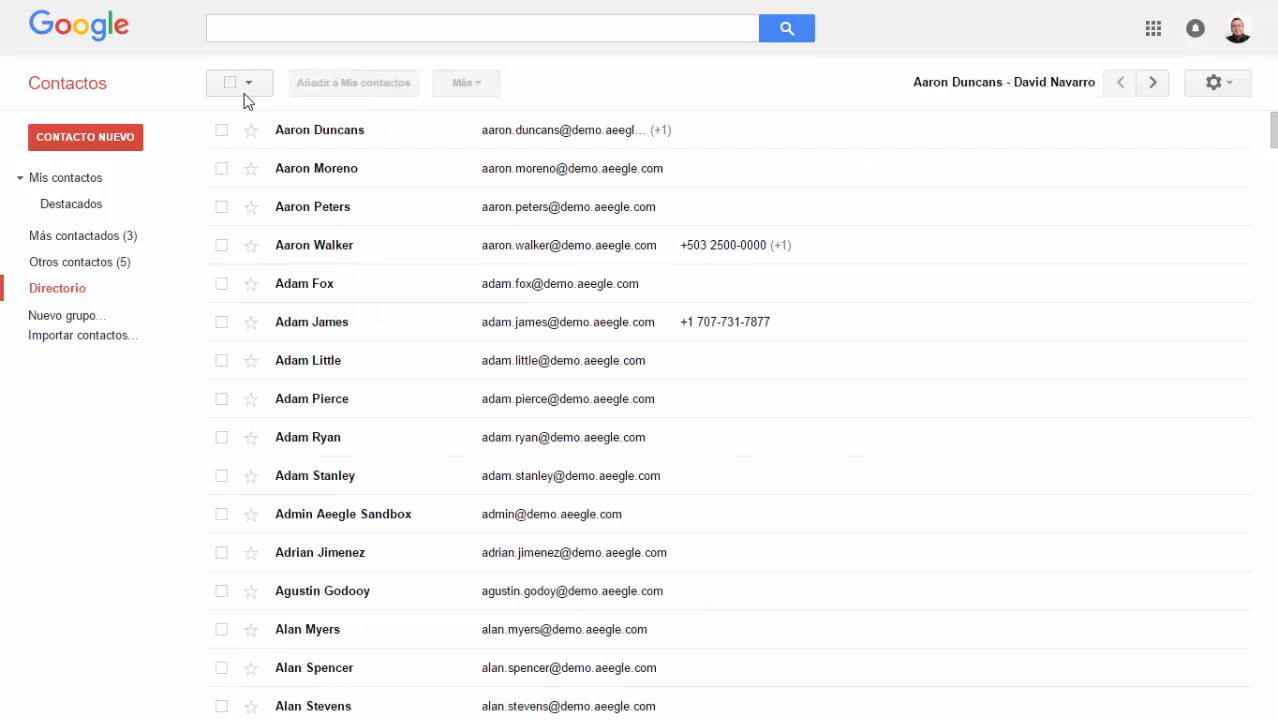 Google
Contactos
Añadir a Mis contactos
Más
Aaron Duncans - David Navarro
CONTACTO NUEVO
Mis contactos
Destacados
Más contactados (3)
Otros contactos (5)
Directorio
Nuevo grupo...
Importar contactos...
Aaron Duncans aaron.duncans@demo.aeegl... (+1)
Aaron Moreno aaron.moreno@demo.aeegle.com
Aaron Peters aaron.peters@demo.aeegle.com
Aaron Walker aaron.walker@demo.aeegle.com +503 2500-0000 (+1)
Adam Fox adam.fox@demo.aeegle.com
Adam James adam.james@demo.aeegle.com +1 707-731-7877
Adam Little adam.little@demo.aeegle.com
Adam Pierce adam.pierce@demo.aeegle.com
Adam Ryan adam.ryan@demo.aeegle.com
Adam Stanley adam.stanley@demo.aeegle.com
Admin Aeegle Sandbox admin@demo.aeegle.com
Adrian Jimenez adrian.jimenez@demo.aeegle.com
Agustin Godooy agustin.godoy@demo.aeegle.com
Alan Myers alan.myers@demo.aeegle.com
Alan Spencer alan.spencer@demo.aeegle.com
Alan Stevens alan.stevens@demo.aeegle.com